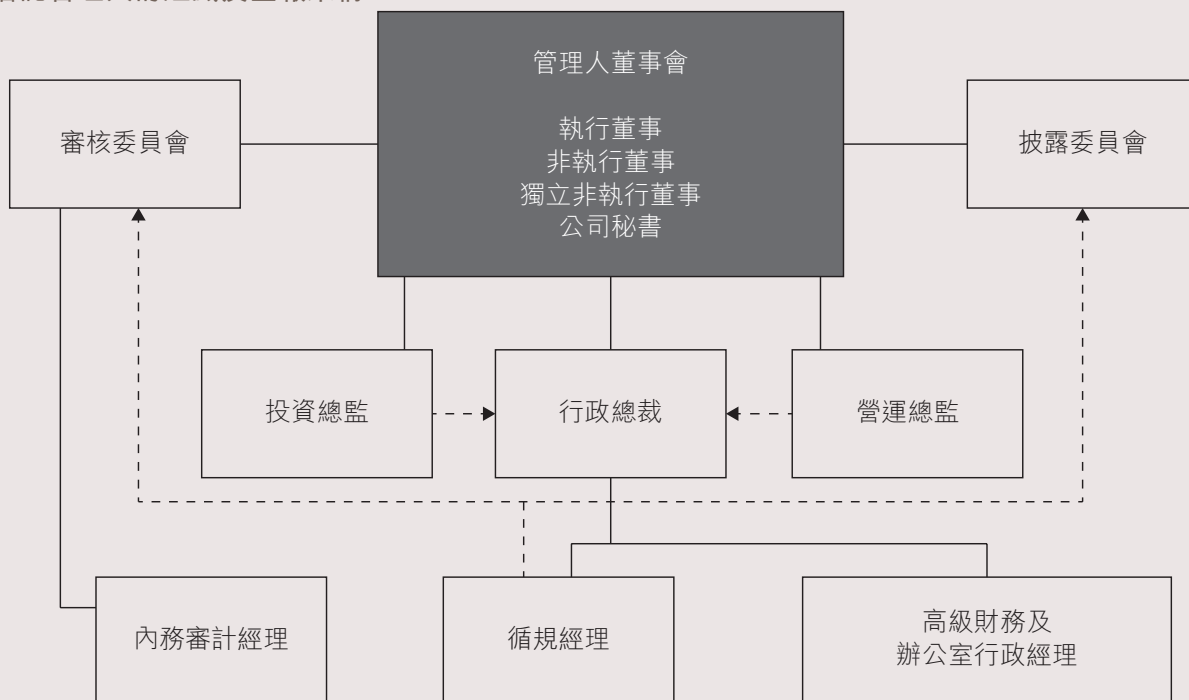 管理人董事會
執行董事
非執行董事
獨立非執行董事
公司秘書
審核委員會
披露委員會
投資總監
行政總裁
營運總監
內務審計經理
循規經理
高級財務及
辦公室行政經理